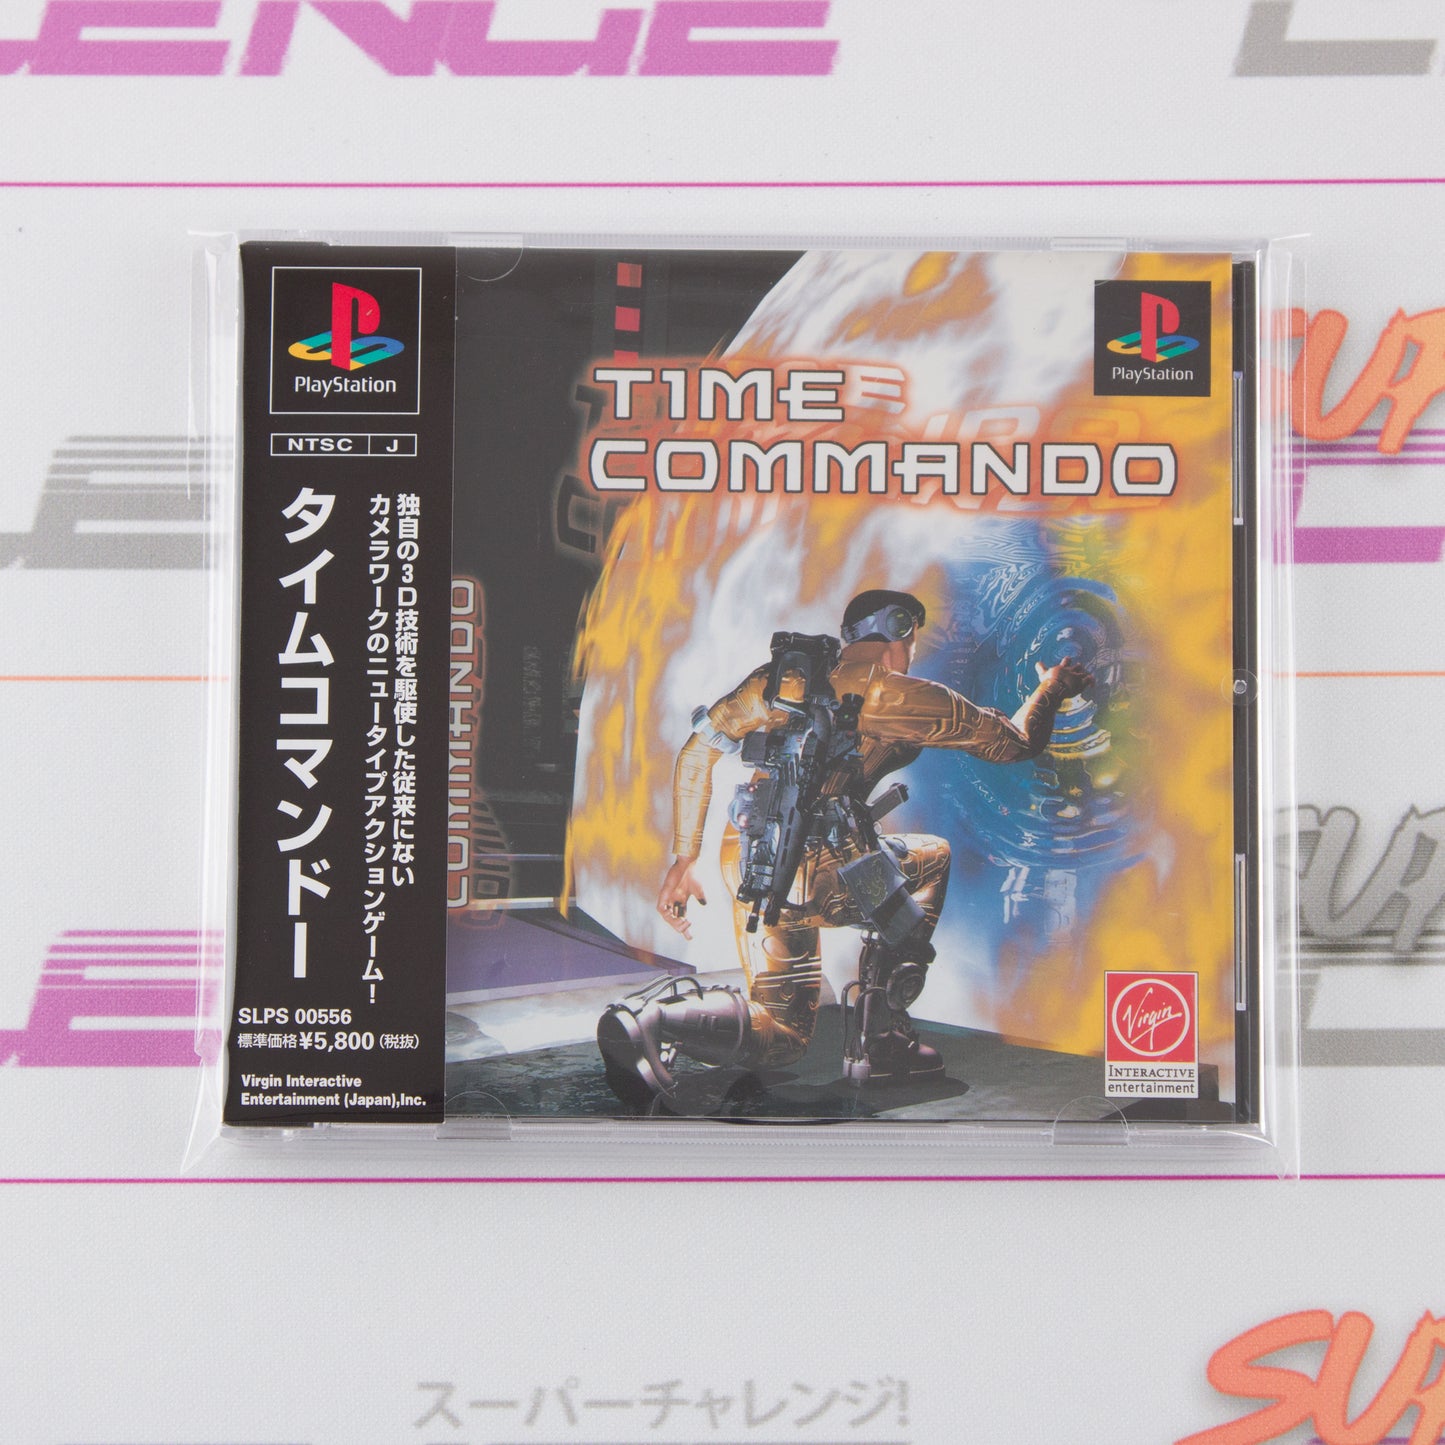 PlayStation
NTSC J
タイムコマンドー
独自の3D技術を駆使した従来にない
カメラワークのニュータイプアクションゲーム!
SLPS 00556
標準価格¥5,800(税抜)
Virgin Interactive
Entertainment (Japan),Inc.
TIME
COMMANDO
COMMANDO
PlayStation
Virgin
INTERACTIVE
entertainment
スーパーチャレンジ!